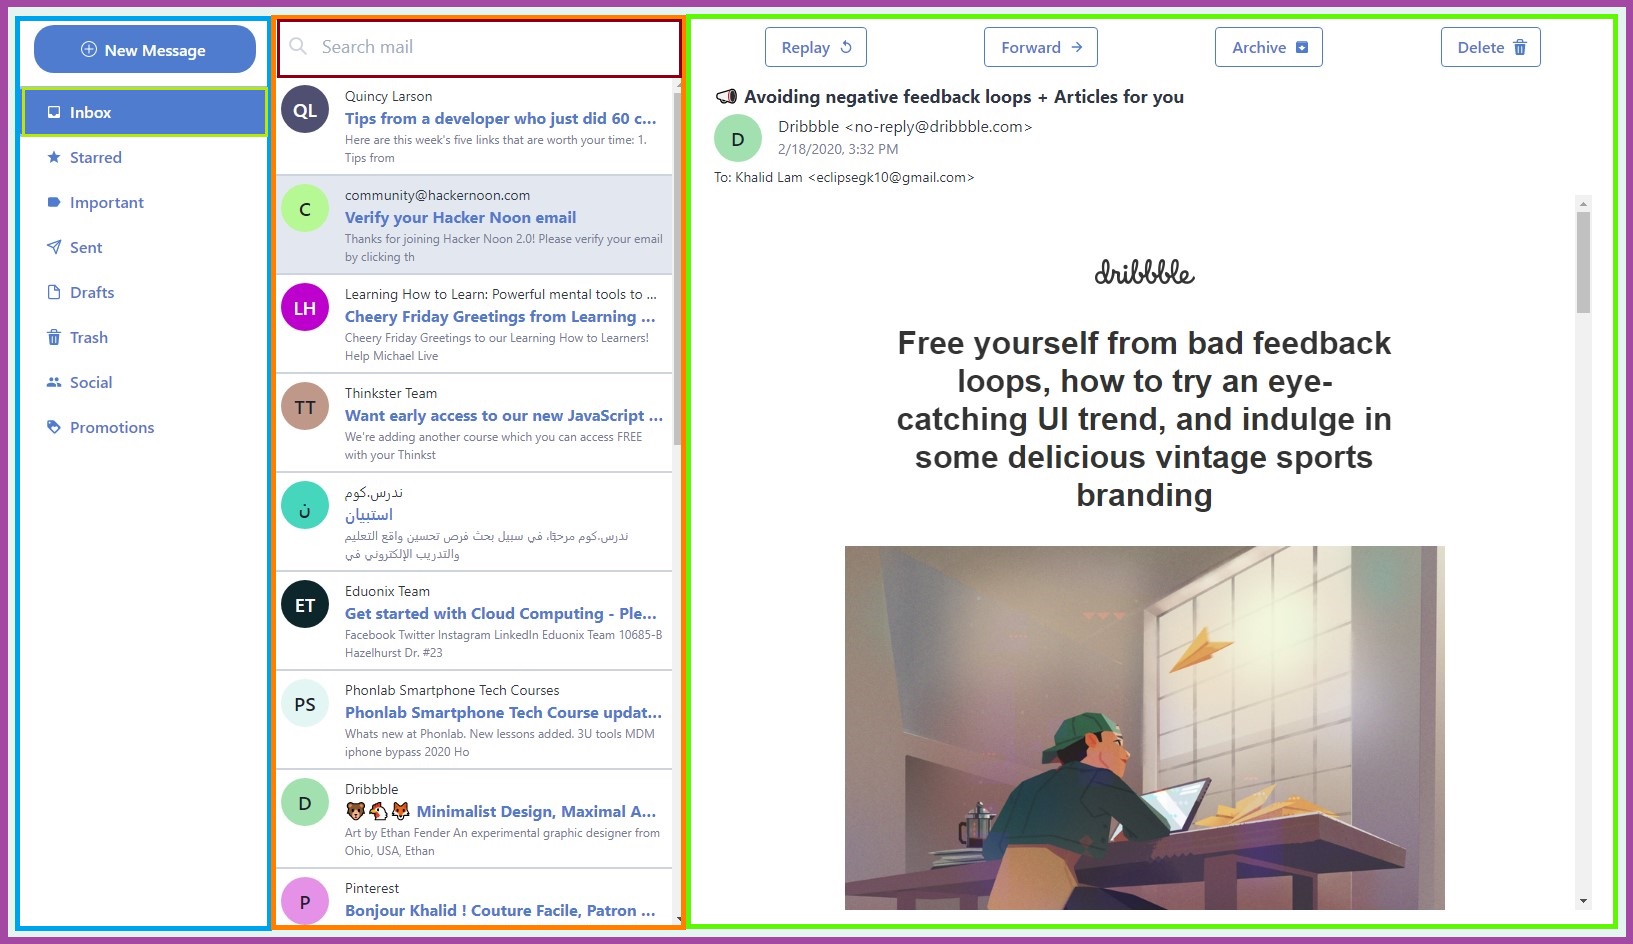 New Message
Inbox
Starred
Important
Sent
Drafts
Trash
Social
Promotions
Search mail
QL
Quincy Larson
Tips from a developer who just did 60 c...
Here are this week's five links that are worth your time: 1.
Tips from
C
community@hackernoon.com
Verify your Hacker Noon email
Thanks for joining Hacker Noon 2.0! Please verify your email
by clicking th
LH
Learning How to Learn: Powerful mental tools to ...
Cheery Friday Greetings from Learning ...
Cheery Friday Greetings to our Learning How to Learners!
Help Michael Live
TT
Thinkster Team
Want early access to our new JavaScript ...
We're adding another course which you can access FREE
with your Thinkst
ن
ندرس.كوم
استبيان
ندرس.كوم مرحبًا، في سبيل بحث فرص تحسين واقع التعليم
والتدريب الإلكتروني في
ET
Eduonix Team
Get started with Cloud Computing - Ple...
Facebook Twitter Instagram LinkedIn Eduonix Team 10685-B
Hazelhurst Dr. #23
PS
Phonlab Smartphone Tech Courses
Phonlab Smartphone Tech Course updat...
Whats new at Phonlab. New lessons added. 3U tools MDM
iphone bypass 2020 Ho
D
Dribbble
🐻🐔🦊 Minimalist Design, Maximal A...
Art by Ethan Fender An experimental graphic designer from
Ohio, USA, Ethan
P
Pinterest
Bonjour Khalid ! Couture Facile, Patron ...
Replay
Forward
Archive
Delete
📣 Avoiding negative feedback loops + Articles for you
D
Dribbble <no-reply@dribbble.com>
2/18/2020, 3:32 PM
To: Khalid Lam <eclipsegk10@gmail.com>
dribbble
Free yourself from bad feedback
loops, how to try an eye-
catching UI trend, and indulge in
some delicious vintage sports
branding